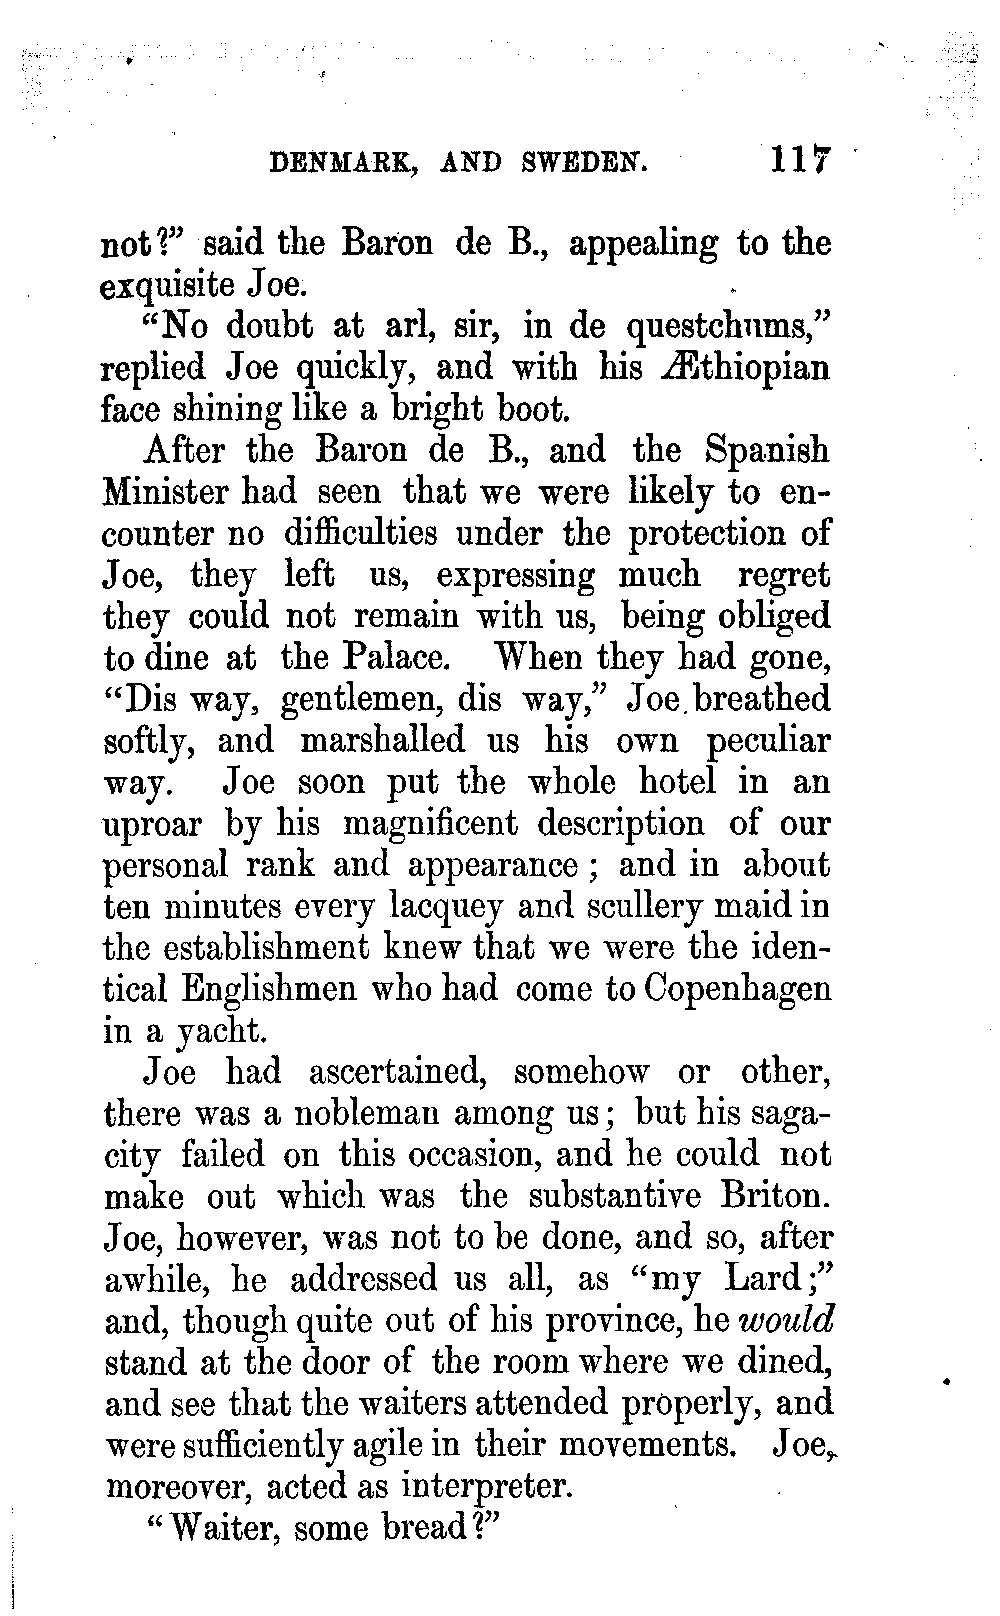 DENMARK, AND SWEDEN. 117
not?” said the Baron de B., appealing to the
exquisite Joe.
“No doubt at arl, sir, in de questchums,”
replied Joe quickly, and with his Æthiopian
face shining like a bright boot.
After the Baron de B., and the Spanish
Minister had seen that we were likely to en-
counter no difficulties under the protection of
Joe, they left us, expressing much regret
they could not remain with us, being obliged
to dine at the Palace. When they had gone,
“Dis way, gentlemen, dis way,” Joe breathed
softly, and marshalled us his own peculiar
way. Joe soon put the whole hotel in an
uproar by his magnificent description of our
personal rank and appearance ; and in about
ten minutes every lacquey and scullery maid in
the establishment knew that we were the iden-
tical Englishmen who had come to Copenhagen
in a yacht.
Joe had ascertained, somehow or other,
there was a nobleman among us; but his saga-
city failed on this occasion, and he could not
make out which was the substantive Briton.
Joe, however, was not to be done, and so, after
awhile, he addressed us all, as “my Lard;”
and, though quite out of his province, he would
stand at the door of the room where we dined,
and see that the waiters attended properly, and
were sufficiently agile in their movements. Joe,
moreover, acted as interpreter.
“Waiter, some bread?”